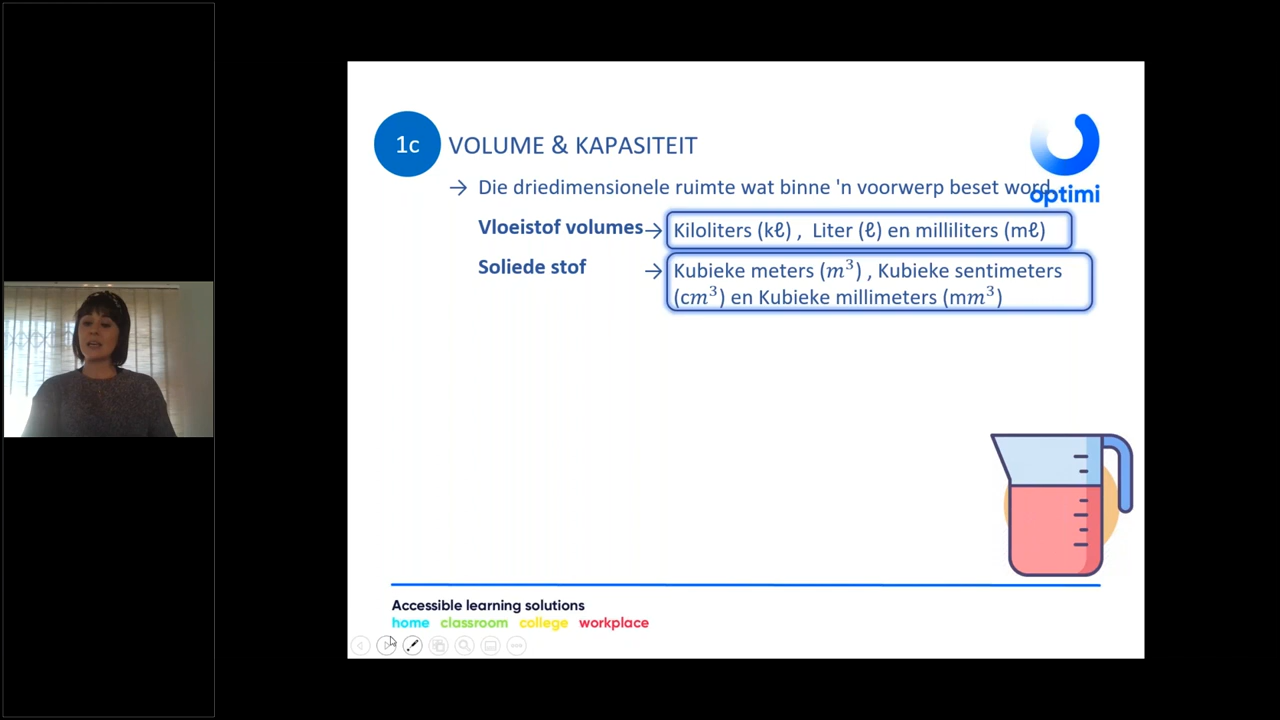 1c
VOLUME & KAPASITEIT
→ Die driedimensionele ruimte wat binne 'n voorwerp beset word
optimi
Vloeistof volumes→ Kiloliters (kℓ) , Liter (ℓ) en milliliters (mℓ)
Soliede stof → Kubieke meters (m³) , Kubieke sentimeters
(cm³) en Kubieke millimeters (mm³)
Accessible learning solutions
home classroom college workplace